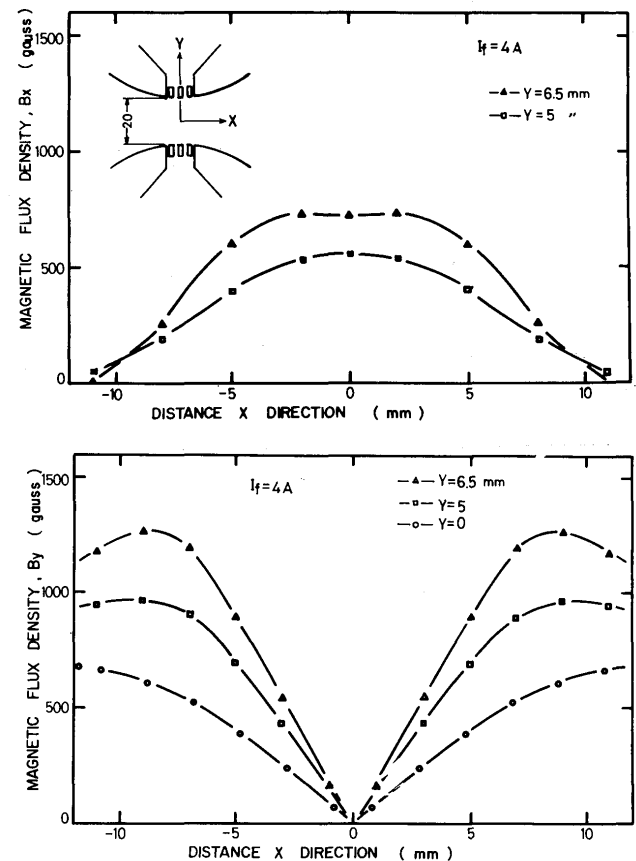 1500
1000
500
0
MAGNETIC FLUX DENSITY, Bx ( gauss)
Y
X
20
If=4A
Y=6.5 mm
Y=5 〃
-10
-5
0
5
10
DISTANCE X DIRECTION ( mm )
1500
1000
500
0
MAGNETIC FLUX DENSITY, By ( gauss)
If=4A
Y=6.5 mm
Y=5
Y=0
-10
-5
0
5
10
DISTANCE X DIRECTION ( mm )